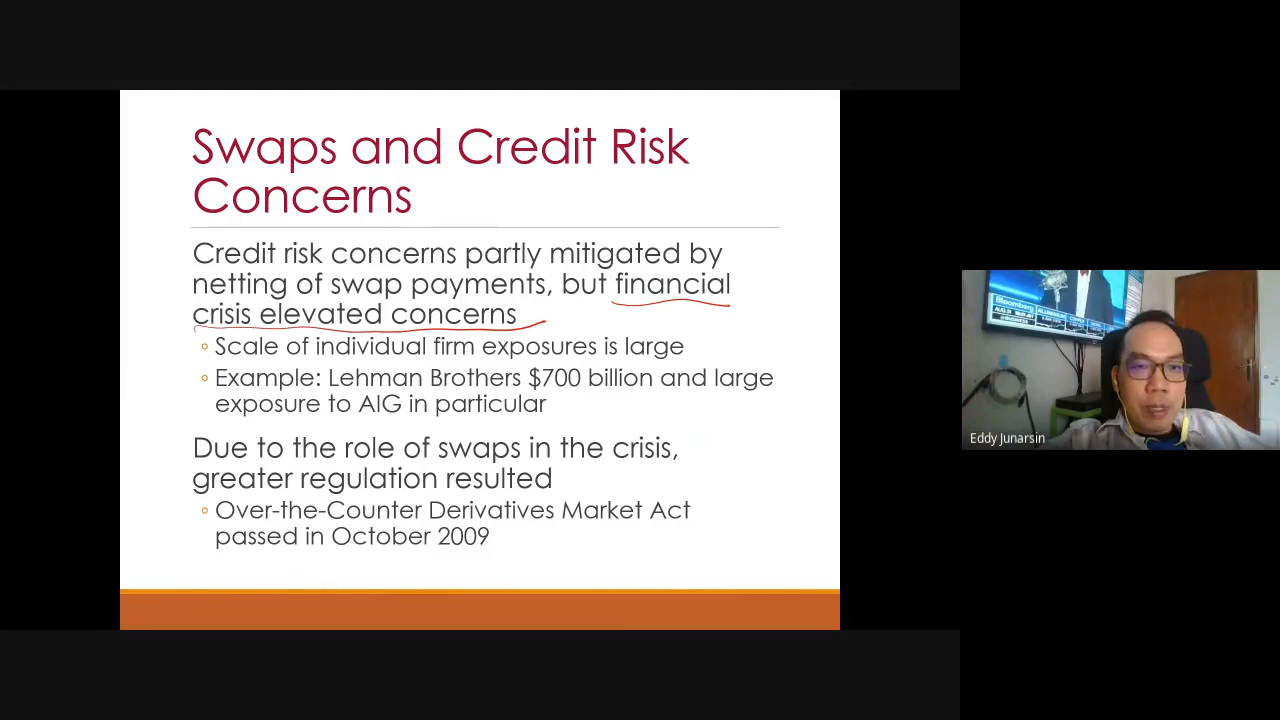 Swaps and Credit Risk
Concerns
Credit risk concerns partly mitigated by
netting of swap payments, but financial
crisis elevated concerns
◦ Scale of individual firm exposures is large
◦ Example: Lehman Brothers $700 billion and large
exposure to AIG in particular
Due to the role of swaps in the crisis,
greater regulation resulted
◦ Over-the-Counter Derivatives Market Act
passed in October 2009
Bloomberg
ALUMINIUM
COPPER
Eddy Junarsin